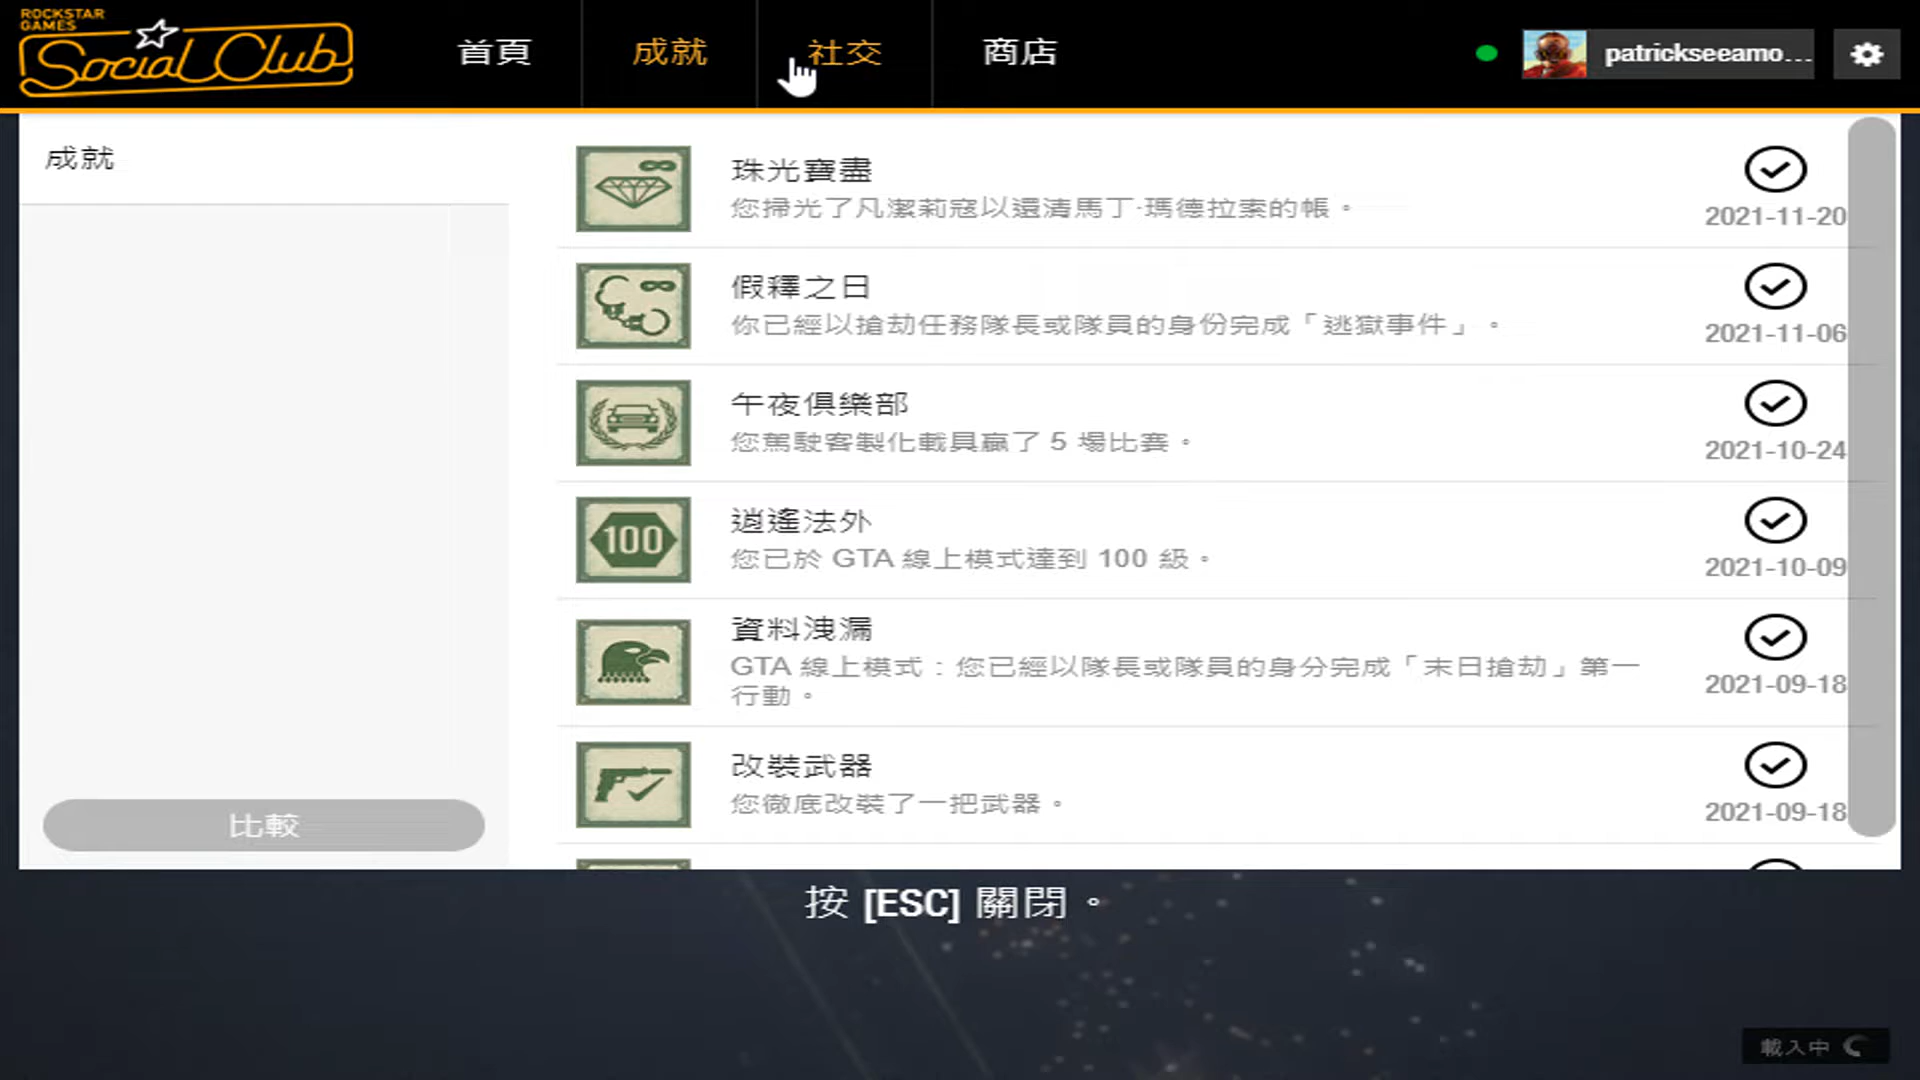 ROCKSTAR
GAMES
Social Club
首頁
成就
社交
商店
patrickseeamo...
成就
珠光寶盡
您掃光了凡潔莉寇以還清馬丁·瑪德拉索的帳。
2021-11-20
假釋之日
你已經以搶劫任務隊長或隊員的身份完成「逃獄事件」。
2021-11-06
午夜俱樂部
您駕駛客製化載具贏了 5 場比賽。
2021-10-24
100
逍遙法外
您已於 GTA 線上模式達到 100 級。
2021-10-09
資料洩漏
GTA 線上模式：您已經以隊長或隊員的身分完成「末日搶劫」第一
行動。
2021-09-18
改裝武器
您徹底改裝了一把武器。
2021-09-18
比較
按 [ESC] 關閉。
載入中